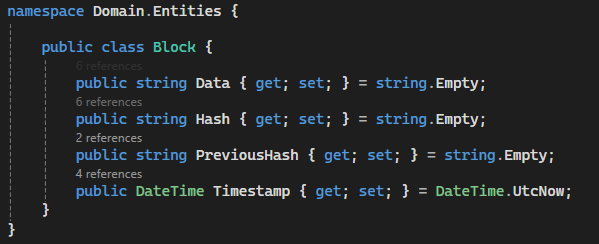 namespace Domain.Entities {
public class Block {
6 references
public string Data { get; set; } = string.Empty;
6 references
public string Hash { get; set; } = string.Empty;
2 references
public string PreviousHash { get; set; } = string.Empty;
4 references
public DateTime Timestamp { get; set; } = DateTime.UtcNow;
}
}